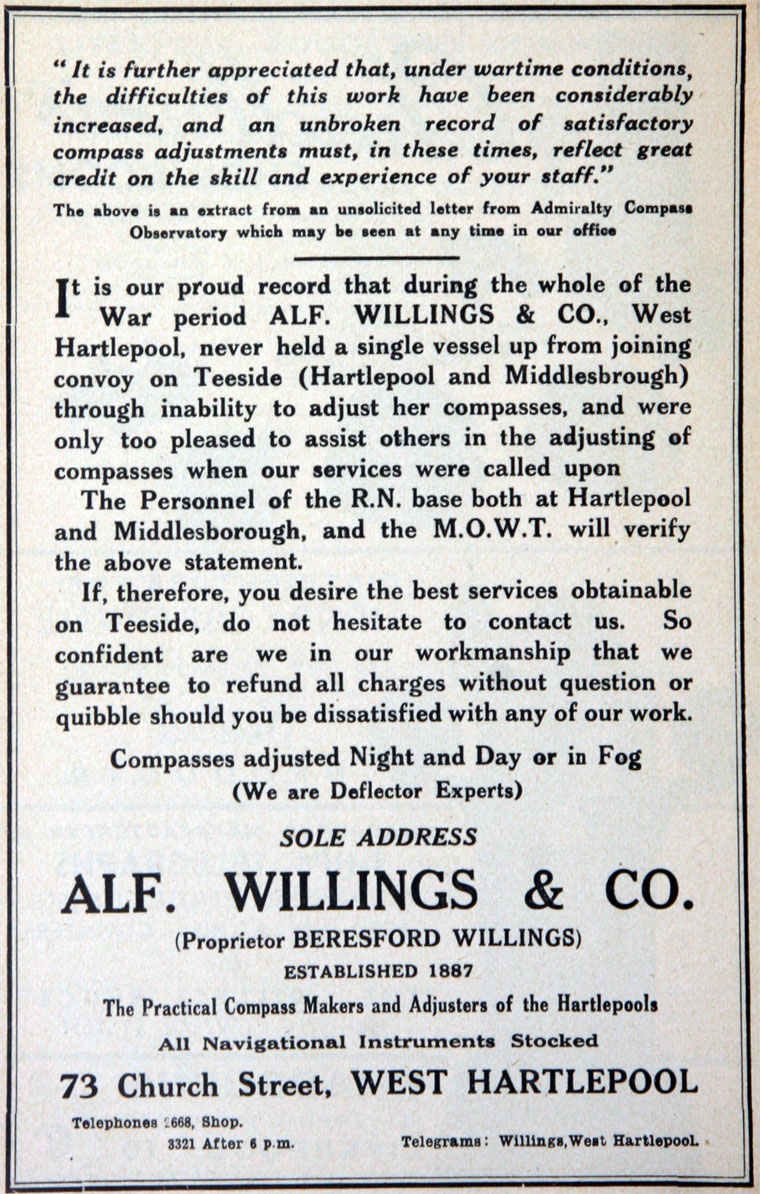 “It is further appreciated that, under wartime conditions,
the difficulties of this work have been considerably
increased, and an unbroken record of satisfactory
compass adjustments must, in these times, reflect great
credit on the skill and experience of your staff.”
The above is an extract from an unsolicited letter from Admiralty Compass
Observatory which may be seen at any time in our office
It is our proud record that during the whole of the
War period ALF. WILLINGS & CO., West
Hartlepool, never held a single vessel up from joining
convoy on Teeside (Hartlepool and Middlesbrough)
through inability to adjust her compasses, and were
only too pleased to assist others in the adjusting of
compasses when our services were called upon
The Personnel of the R.N. base both at Hartlepool
and Middlesborough, and the M.O.W.T. will verify
the above statement.
If, therefore, you desire the best services obtainable
on Teeside, do not hesitate to contact us. So
confident are we in our workmanship that we
guarantee to refund all charges without question or
quibble should you be dissatisfied with any of our work.
Compasses adjusted Night and Day or in Fog
(We are Deflector Experts)
SOLE ADDRESS
ALF. WILLINGS & CO.
(Proprietor BERESFORD WILLINGS)
ESTABLISHED 1887
The Practical Compass Makers and Adjusters of the Hartlepools
All Navigational Instruments Stocked
73 Church Street, WEST HARTLEPOOL
Telephones 2668, Shop.
3321 After 6 p.m.
Telegrams: Willings, West Hartlepool.